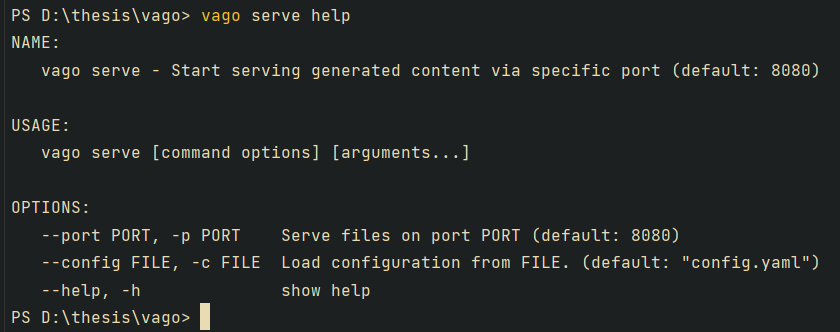 PS D:\thesis\vago> vago serve help
NAME:
   vago serve - Start serving generated content via specific port (default: 8080)

USAGE:
   vago serve [command options] [arguments...]

OPTIONS:
   --port PORT, -p PORT    Serve files on port PORT (default: 8080)
   --config FILE, -c FILE  Load configuration from FILE. (default: "config.yaml")
   --help, -h              show help
PS D:\thesis\vago>